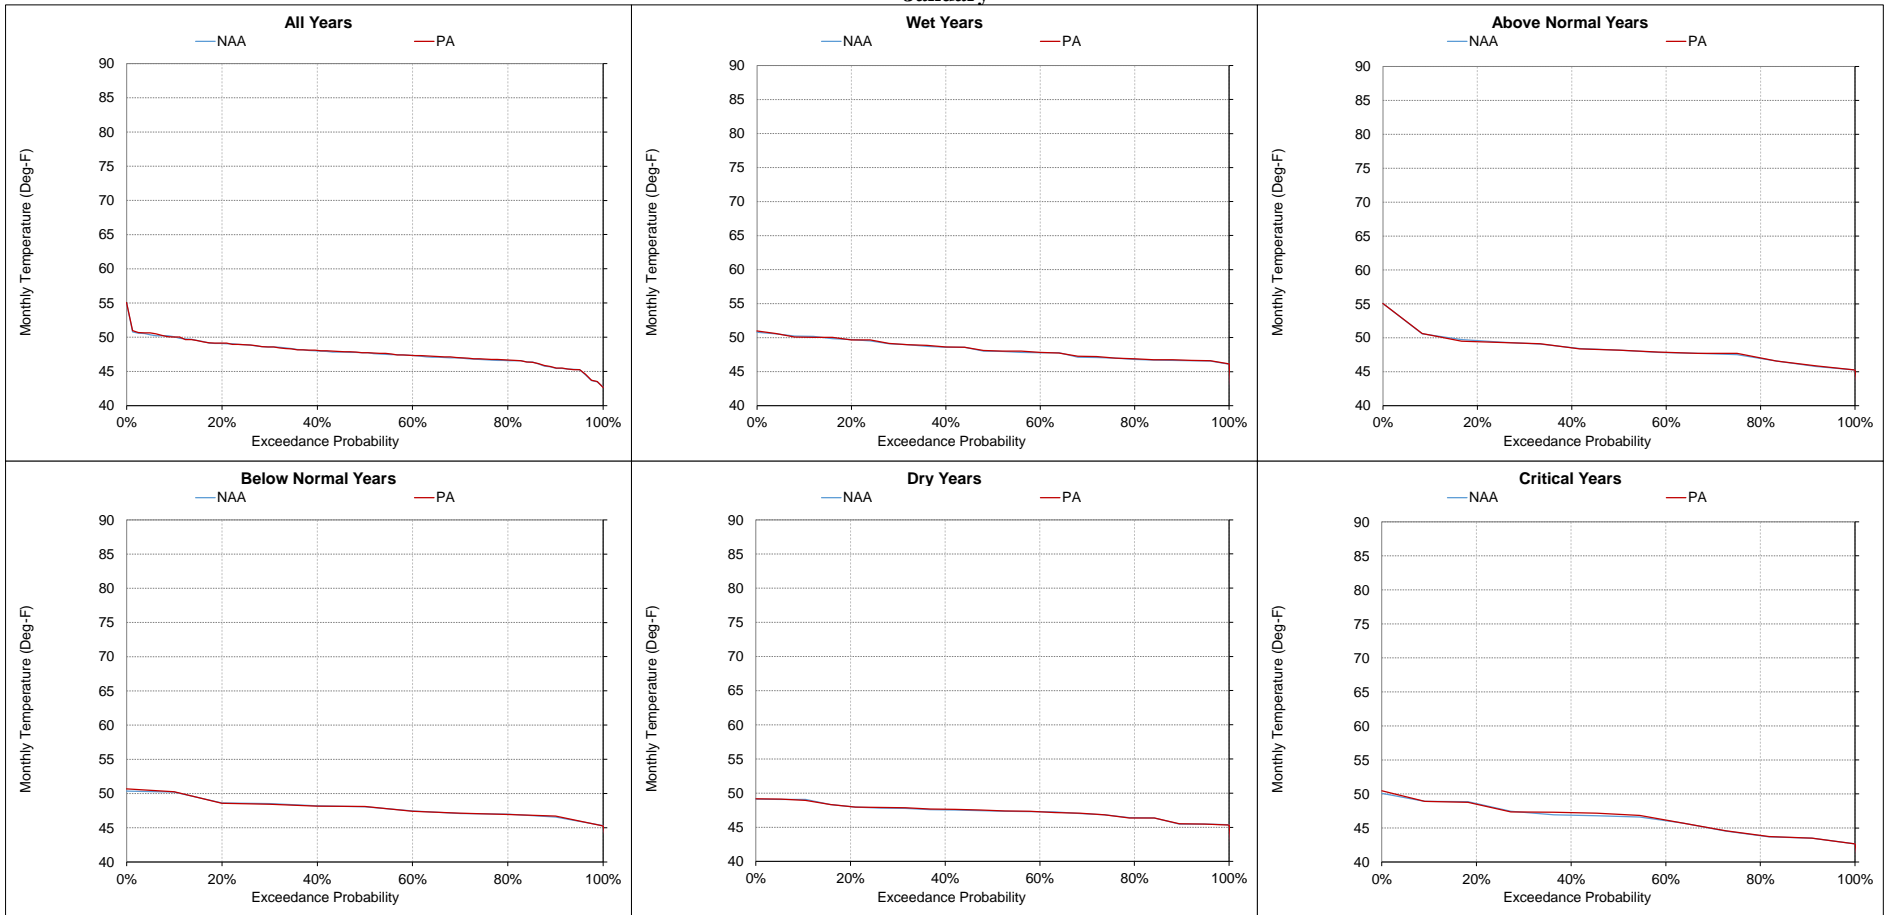 All Years
NAA PA
90
85
80
75
70
65
60
55
50
45
40
Monthly Temperature (Deg-F)
0% 20% 40% 60% 80% 100%
Exceedance Probability
Wet Years
NAA PA
90
85
80
75
70
65
60
55
50
45
40
Monthly Temperature (Deg-F)
0% 20% 40% 60% 80% 100%
Exceedance Probability
Above Normal Years
NAA PA
90
85
80
75
70
65
60
55
50
45
40
Monthly Temperature (Deg-F)
0% 20% 40% 60% 80% 100%
Exceedance Probability
Below Normal Years
NAA PA
90
85
80
75
70
65
60
55
50
45
40
Monthly Temperature (Deg-F)
0% 20% 40% 60% 80% 100%
Exceedance Probability
Dry Years
NAA PA
90
85
80
75
70
65
60
55
50
45
40
Monthly Temperature (Deg-F)
0% 20% 40% 60% 80% 100%
Exceedance Probability
Critical Years
NAA PA
90
85
80
75
70
65
60
55
50
45
40
Monthly Temperature (Deg-F)
0% 20% 40% 60% 80% 100%
Exceedance Probability